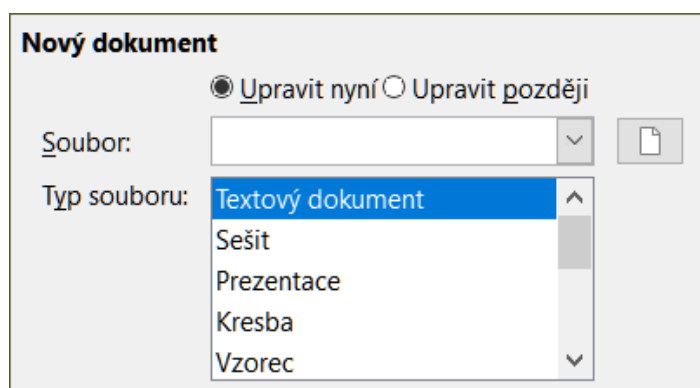 Nový dokument
Upravit nyní Upravit později
Soubor:
Typ souboru: Textový dokument
Sešit
Prezentace
Kresba
Vzorec